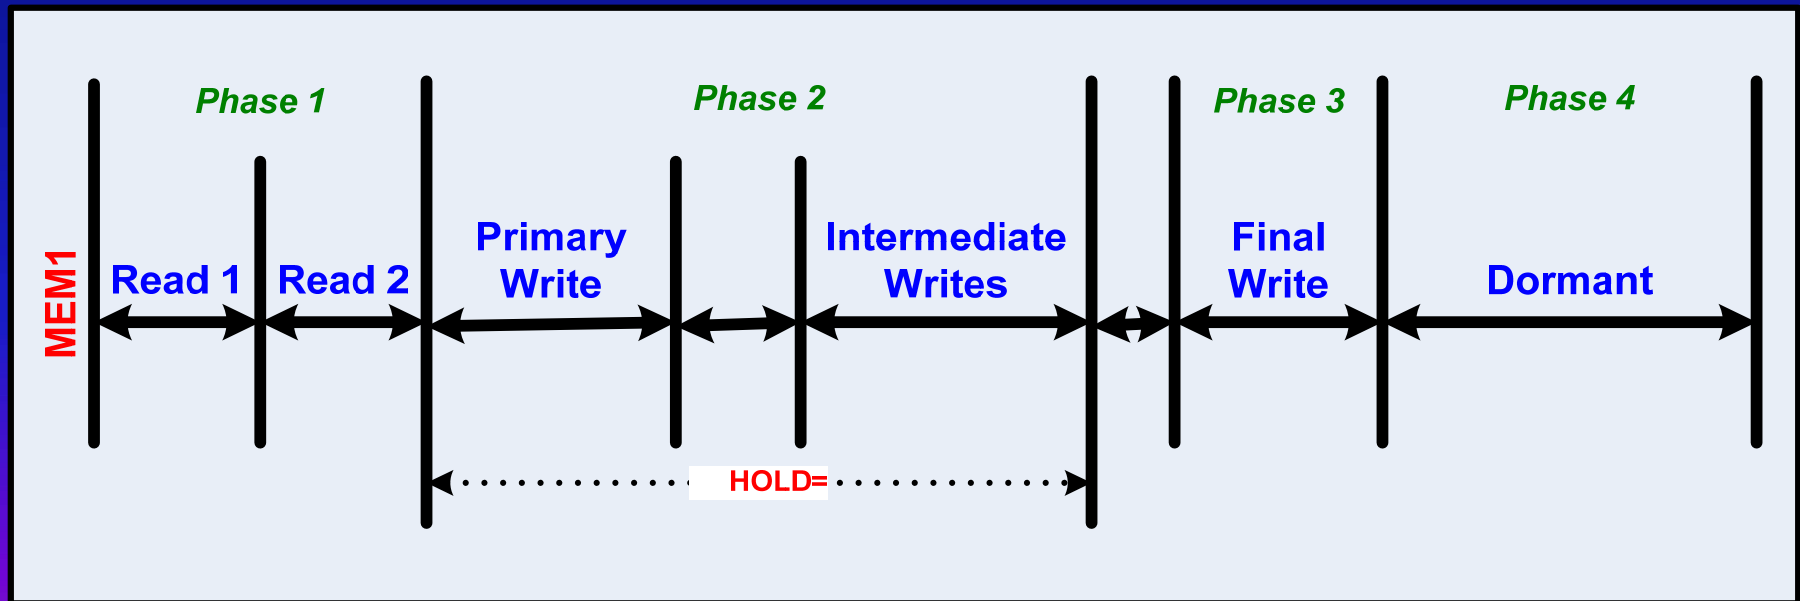 Phase 1
Phase 2
Phase 3
Phase 4
MEM1
Read 1
Read 2
Primary
Write
Intermediate
Writes
Final
Write
Dormant
HOLD=